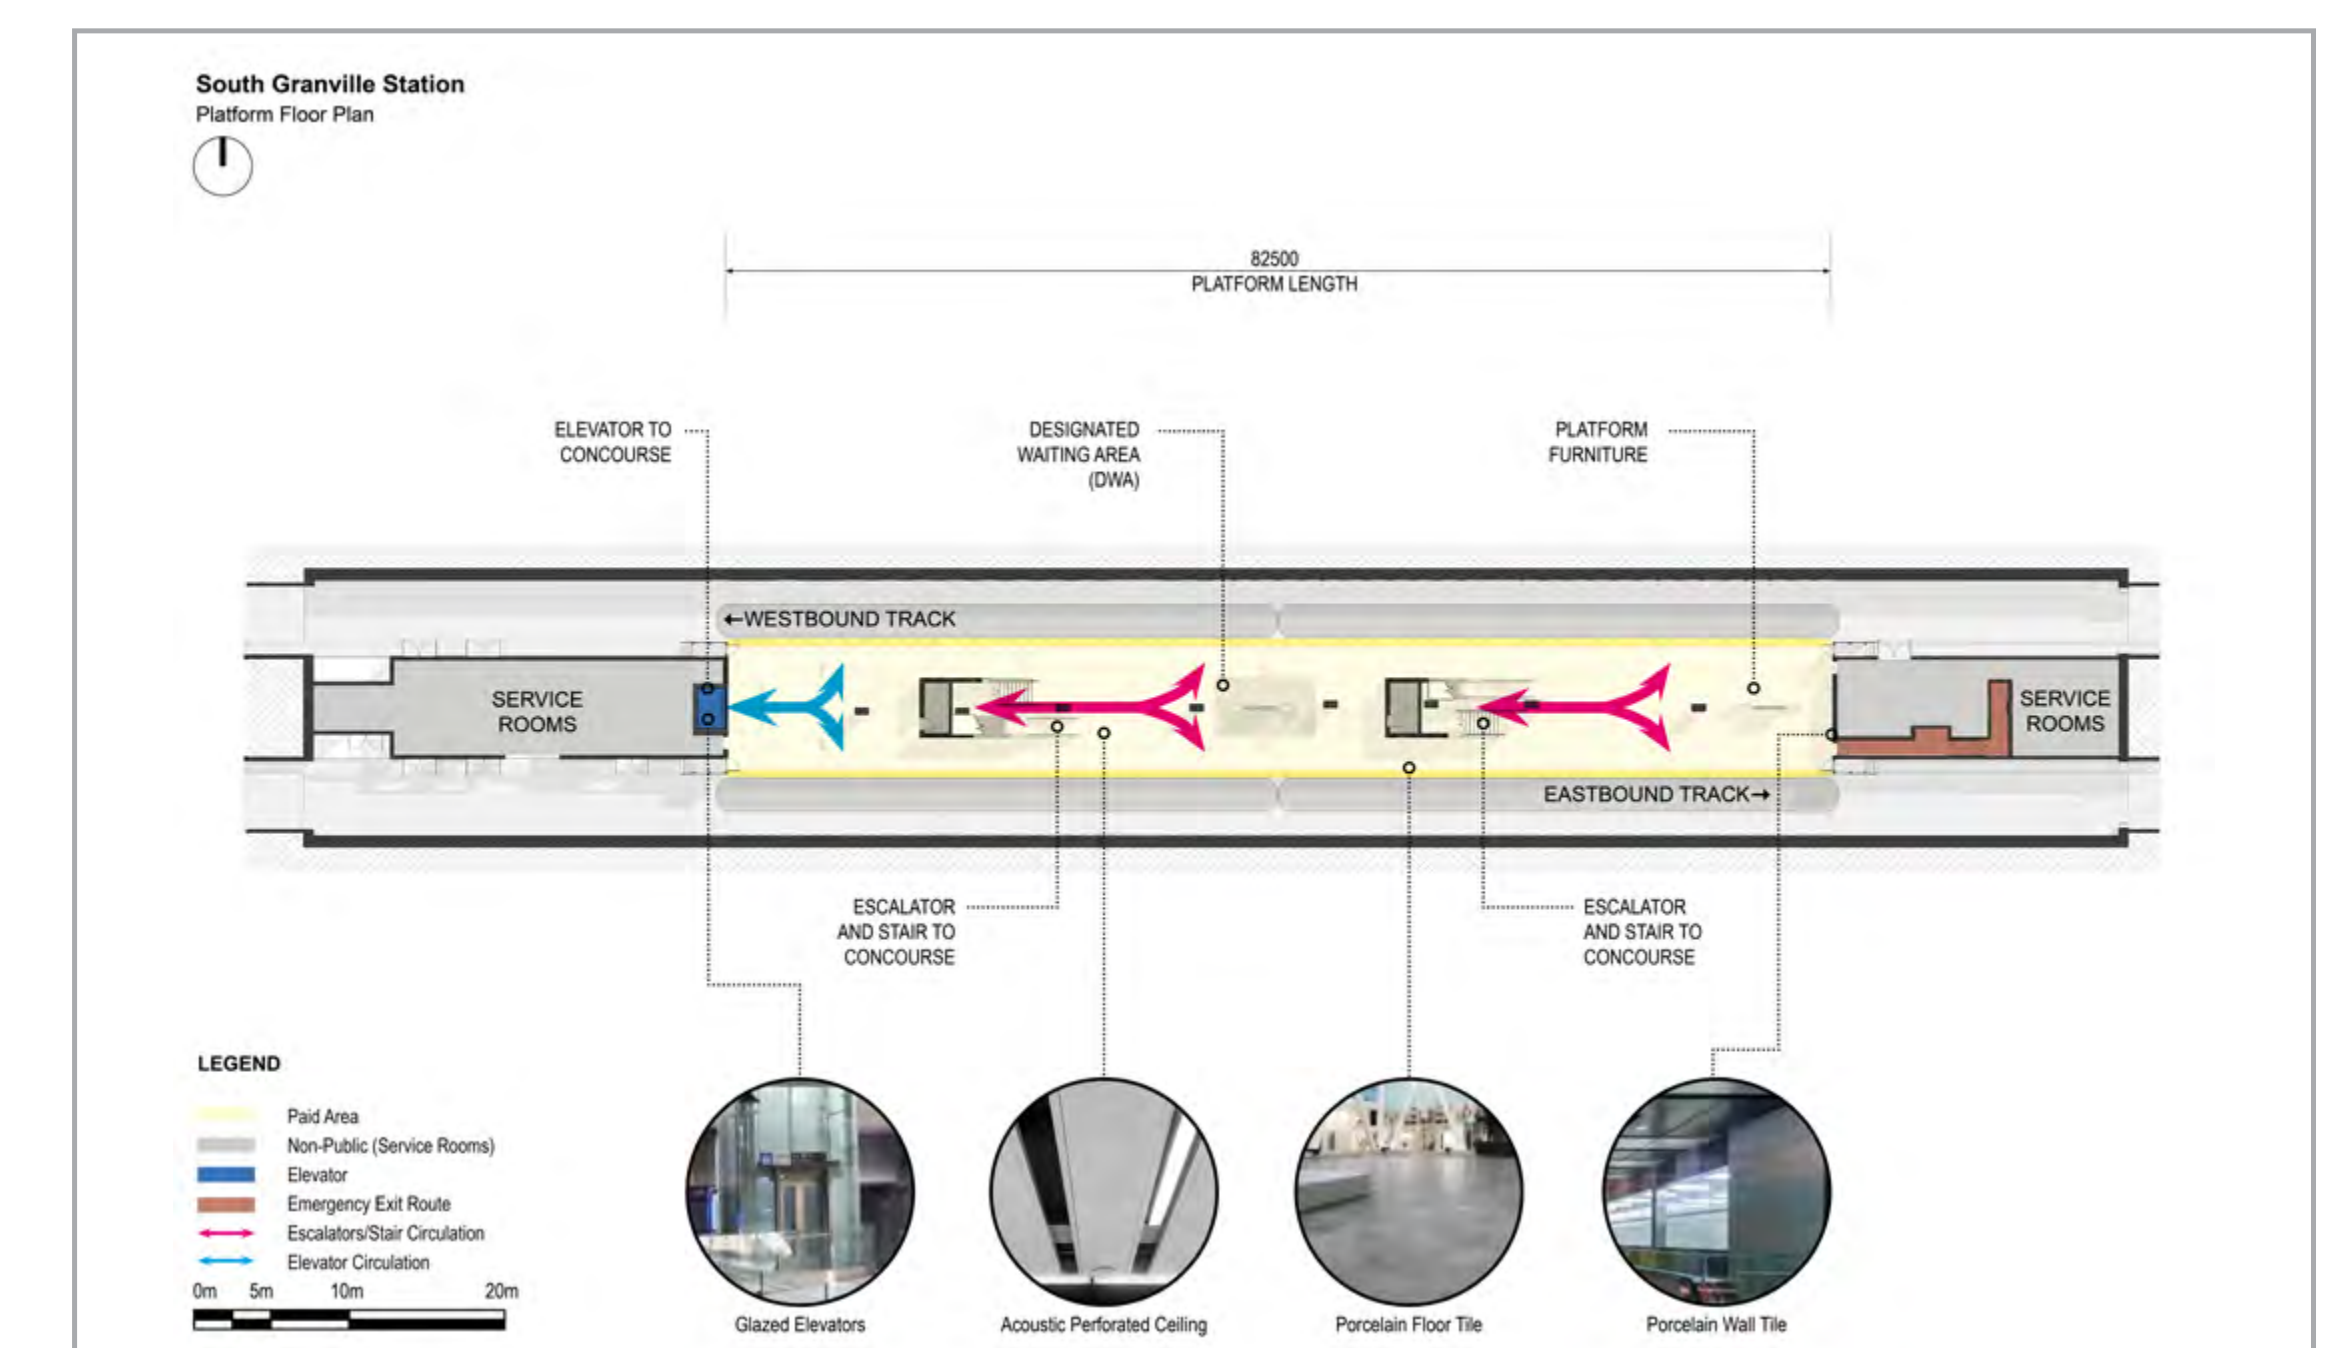 South Granville Station
Platform Floor Plan
82500
PLATFORM LENGTH
ELEVATOR TO
CONCOURSE
DESIGNATED
WAITING AREA
(DWA)
PLATFORM
FURNITURE
←WESTBOUND TRACK
SERVICE
ROOMS
SERVICE
ROOMS
EASTBOUND TRACK→
ESCALATOR
AND STAIR TO
CONCOURSE
ESCALATOR
AND STAIR TO
CONCOURSE
LEGEND
Paid Area
Non-Public (Service Rooms)
Elevator
Emergency Exit Route
Escalators/Stair Circulation
Elevator Circulation
0m 5m 10m 20m
Glazed Elevators
Acoustic Perforated Ceiling
Porcelain Floor Tile
Porcelain Wall Tile